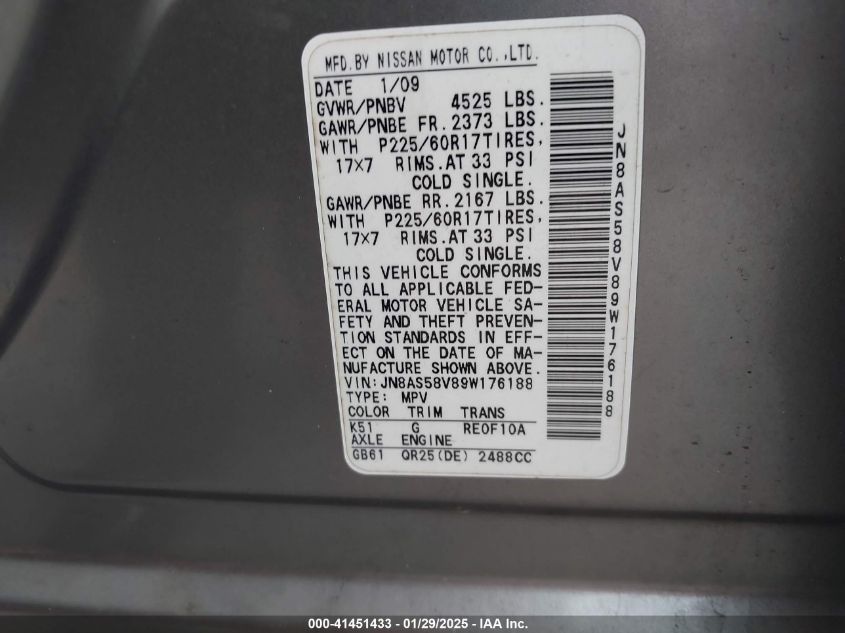 MFD.BY NISSAN MOTOR CO.,LTD.
DATE 1/09
GVWR/PNBV 4525 LBS.
GAWR/PNBE FR. 2373 LBS.
WITH P225/60R17TIRES,
17x7 RIMS.AT 33 PSI
COLD SINGLE.
GAWR/PNBE RR. 2167 LBS.
WITH P225/60R17TIRES,
17x7 RIMS.AT 33 PSI
COLD SINGLE.
THIS VEHICLE CONFORMS
TO ALL APPLICABLE FED-
ERAL MOTOR VEHICLE SA-
FETY AND THEFT PREVEN-
TION STANDARDS IN EFF-
ECT ON THE DATE OF MA-
NUFACTURE SHOWN ABOVE.
VIN:JN8AS58V89W176188
TYPE: MPV
COLOR TRIM TRANS
K51 G RE0F10A
AXLE ENGINE
GB61 QR25(DE) 2488CC
JN8AS58V89W176188
000-41451433 - 01/29/2025 - IAA Inc.